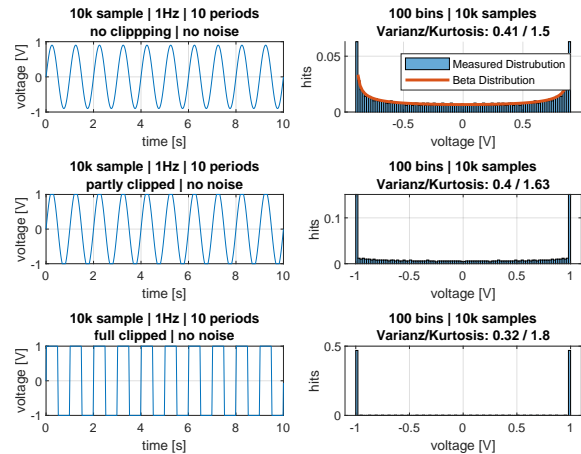 10k sample | 1Hz | 10 periods
no clippping | no noise
voltage [V]
1
0
-1
0 2 4 6 8 10
time [s]
100 bins | 10k samples
Varianz/Kurtosis: 0.41 / 1.5
hits
0.05
0
Measured Distrubution
Beta Distribution
-0.5 0 0.5
voltage [V]
10k sample | 1Hz | 10 periods
partly clipped | no noise
voltage [V]
1
0
-1
0 2 4 6 8 10
time [s]
100 bins | 10k samples
Varianz/Kurtosis: 0.4 / 1.63
hits
0.1
0
-1 -0.5 0 0.5 1
voltage [V]
10k sample | 1Hz | 10 periods
full clipped | no noise
voltage [V]
1
0
-1
0 2 4 6 8 10
time [s]
100 bins | 10k samples
Varianz/Kurtosis: 0.32 / 1.8
hits
0.5
0
-1 -0.5 0 0.5 1
voltage [V]